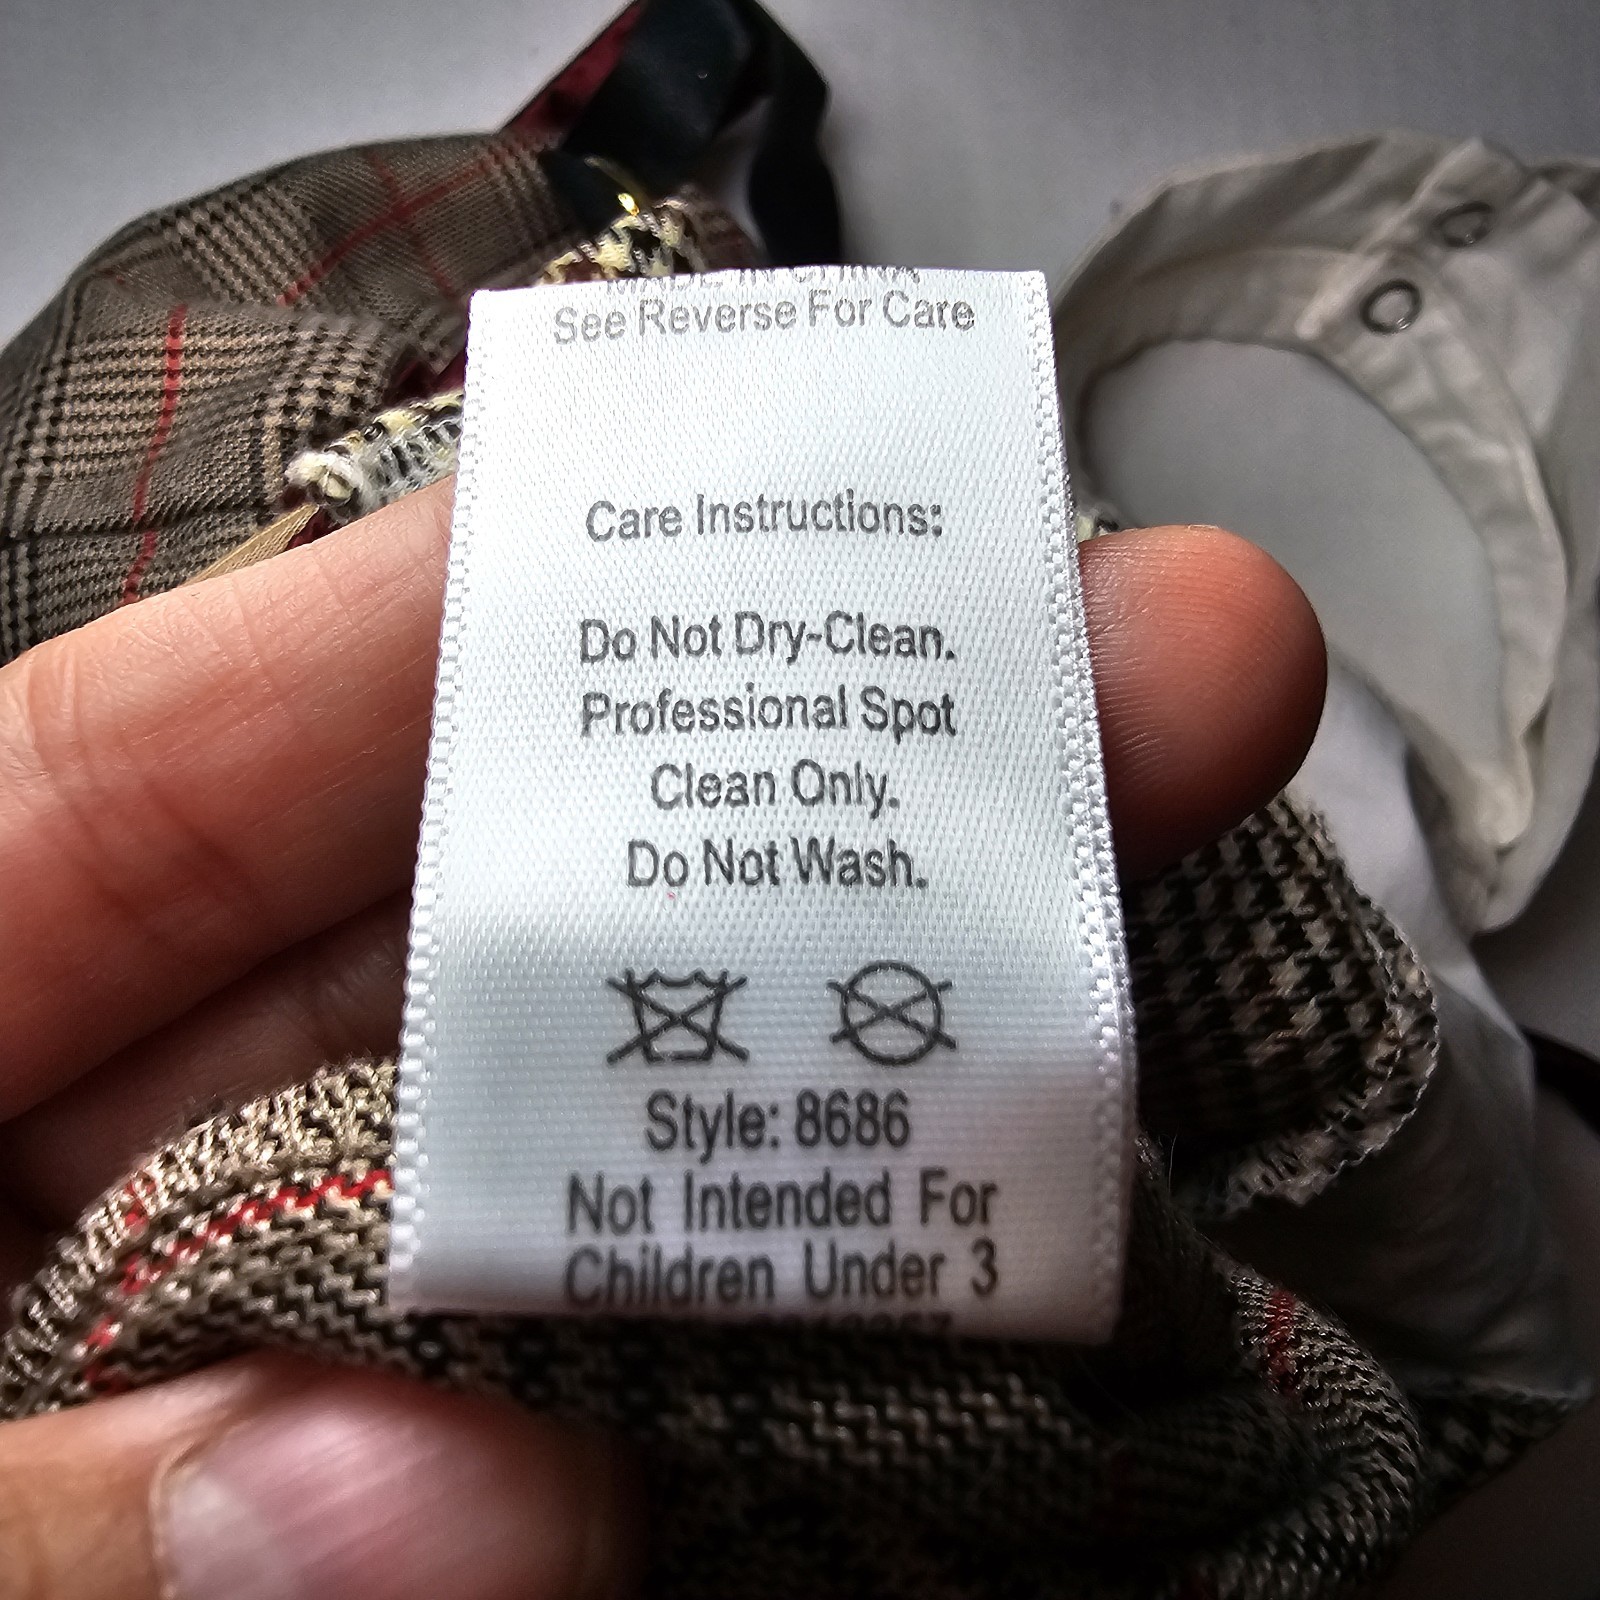 See Reverse For Care
Care Instructions:
Do Not Dry-Clean.
Professional Spot
Clean Only.
Do Not Wash.
Style: 8686
Not Intended For
Children Under 3